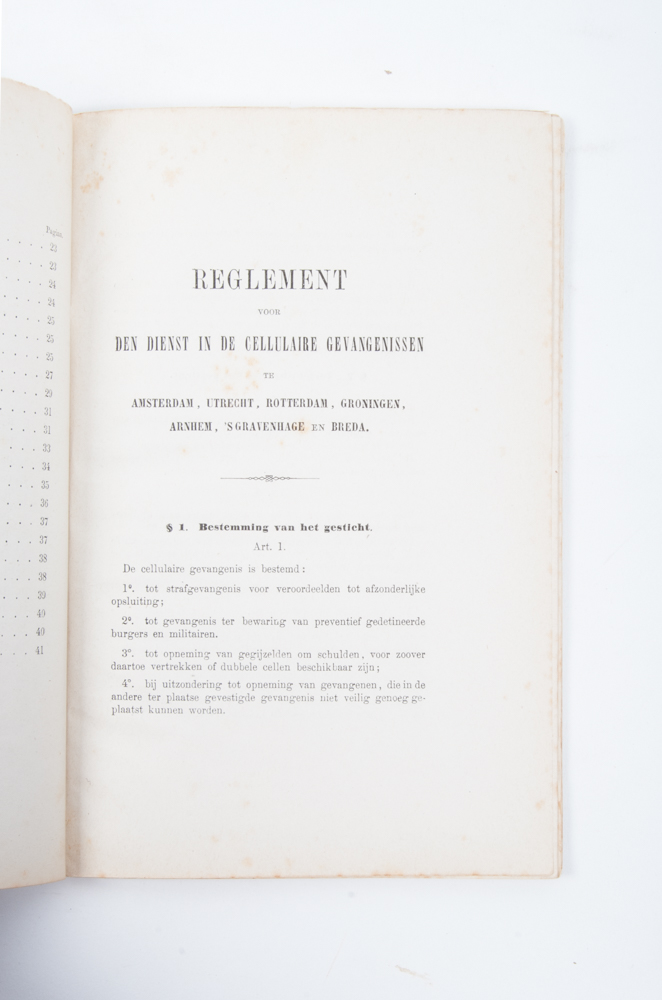 Pagina.
. . . . 23
. . . . 23
. . . . 24
. . . . 24
. . . . 25
. . . . 25
. . . . 25
. . . . 27
. . . . 29
. . . . 31
. . . . 31
. . . . 33
. . . . 34
. . . . 35
. . . . 36
. . . . 37
. . . . 37
. . . . 38
. . . . 38
. . . . 39
. . . . 40
. . . . 40
. . . . 41
REGLEMENT
VOOR
DEN DIENST IN DE CELLULAIRE GEVANGENISSEN
TE
AMSTERDAM, UTRECHT, ROTTERDAM, GRONINGEN,
ARNHEM, 'SGRAVENHAGE EN BREDA.
§ 1. Bestemming van het gesticht.
Art. 1.
De cellulaire gevangenis is bestemd:
1°. tot strafgevangenis voor veroordeelden tot afzonderlijke
opsluiting;
2°. tot gevangenis ter bewaring van preventief gedetineerde
burgers en militairen.
3°. tot opneming van gegijzelden om schulden, voor zoover
daartoe vertrekken of dubbele cellen beschikbaar zijn;
4°. bij uitzondering tot opneming van gevangenen, die in de
andere ter plaatse gevestigde gevangenis niet veilig genoeg ge-
plaatst kunnen worden.